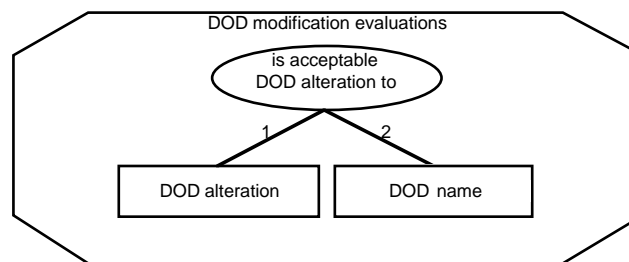 DOD modification evaluations
is acceptable
DOD alteration to
1
2
DOD alteration
DOD name